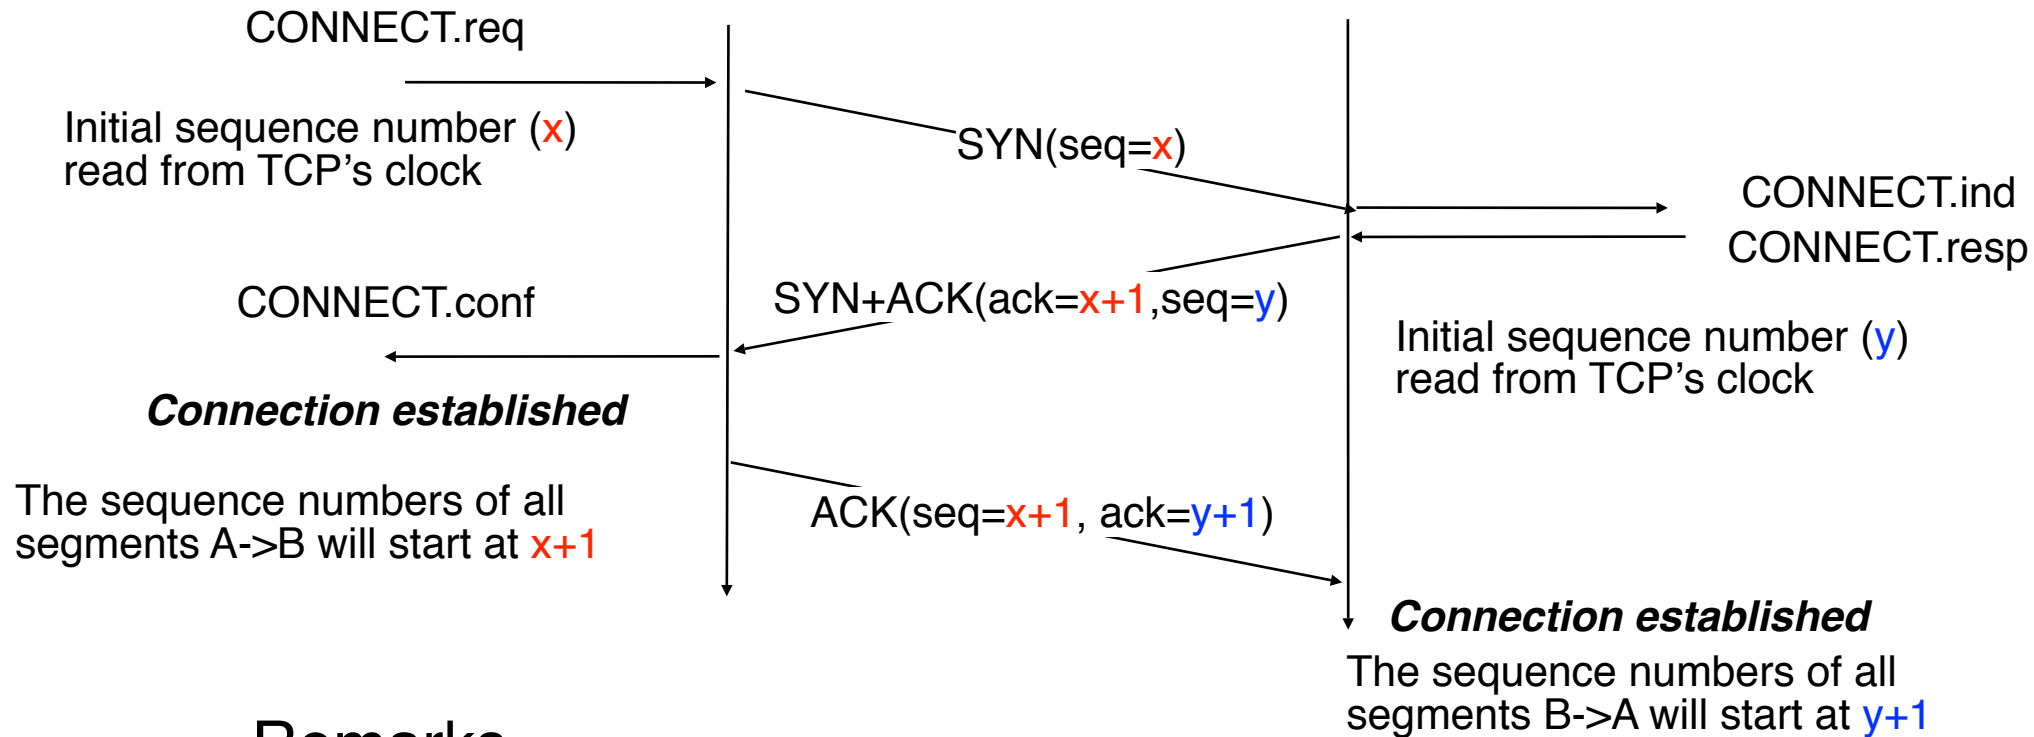 CONNECT.req
Initial sequence number (x)
read from TCP's clock
SYN(seq=x)
CONNECT.ind
CONNECT.resp
CONNECT.conf
SYN+ACK(ack=x+1,seq=y)
Initial sequence number (y)
read from TCP's clock
Connection established
The sequence numbers of all
segments A->B will start at x+1
ACK(seq=x+1, ack=y+1)
Connection established
The sequence numbers of all
segments B->A will start at y+1
Remarks